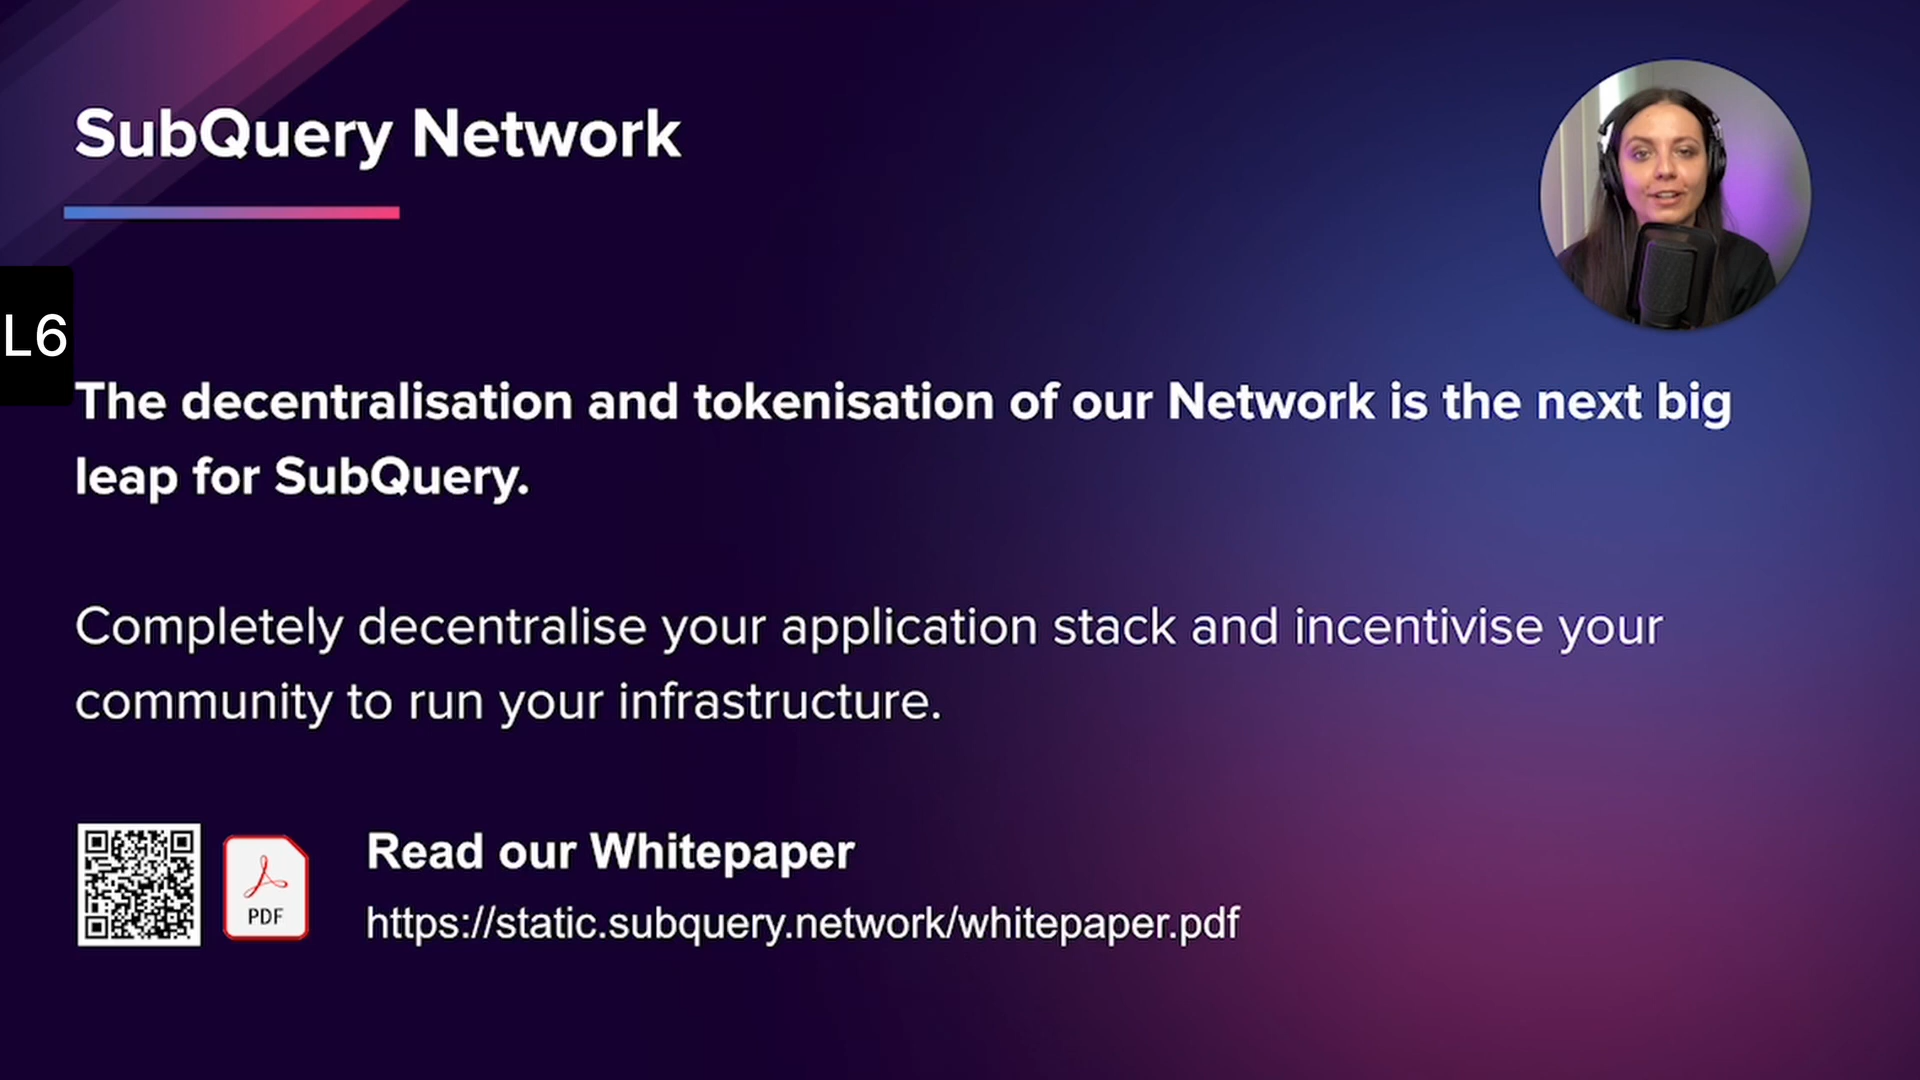 SubQuery Network
L6
The decentralisation and tokenisation of our Network is the next big
leap for SubQuery.
Completely decentralise your application stack and incentivise your
community to run your infrastructure.
PDF
Read our Whitepaper
https://static.subquery.network/whitepaper.pdf